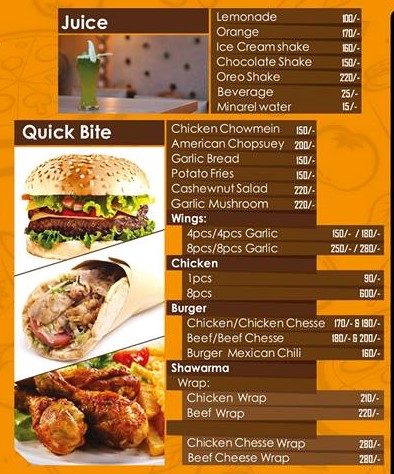 Juice
Lemonade 100/-
Orange 170/-
Ice Cream shake 160/-
Chocolate Shake 150/-
Oreo Shake 220/-
Beverage 25/-
Minarel water 15/-
Quick Bite
Chicken Chowmein 150/-
American Chopsuey 200/-
Garlic Bread 150/-
Potato Fries 150/-
Cashewnut Salad 220/-
Garlic Mushroom 220/-
Wings:
4pcs/4pcs Garlic 150/- / 180/-
8pcs/8pcs Garlic 250/- / 280/-
Chicken
1pcs 90/-
8pcs 600/-
Burger
Chicken/Chicken Chesse 170/- & 190/-
Beef/Beef Chesse 180/- & 200/-
Burger Mexican Chili 160/-
Shawarma
Wrap:
Chicken Wrap 210/-
Beef Wrap 220/-
Chicken Chesse Wrap 280/-
Beef Cheese Wrap 280/-